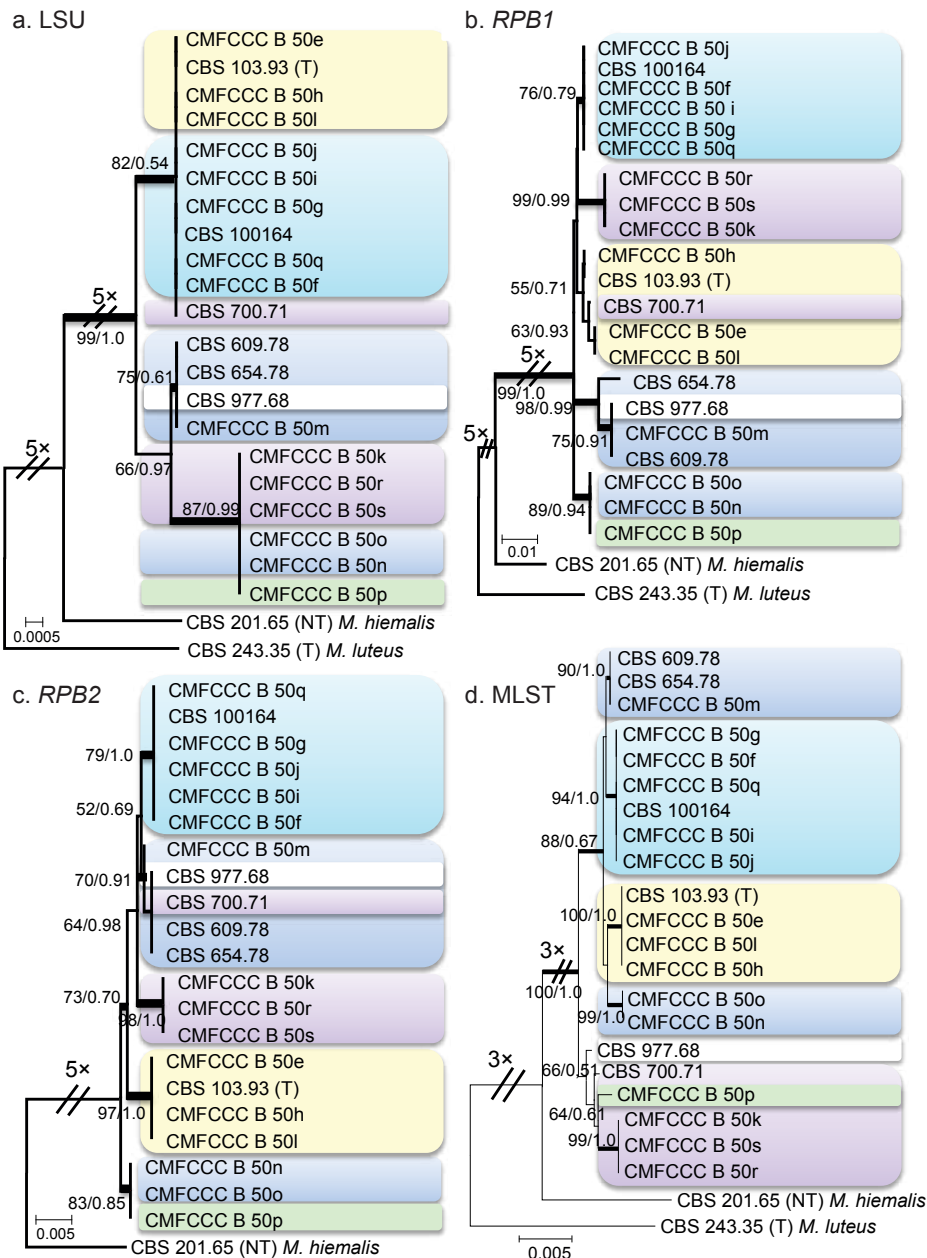 a. LSU
CMFCCC B 50e
CBS 103.93 (T)
CMFCCC B 50h
CMFCCC B 50l
CMFCCC B 50j
82/0.54
CMFCCC B 50i
CMFCCC B 50g
CBS 100164
CMFCCC B 50q
CMFCCC B 50f
5×
CBS 700.71
99/1.0
CBS 609.78
75/0.61
CBS 654.78
CBS 977.68
CMFCCC B 50m
5×
66/0.97
CMFCCC B 50k
CMFCCC B 50r
87/0.99
CMFCCC B 50s
CMFCCC B 50o
CMFCCC B 50n
CMFCCC B 50p
0.0005
CBS 201.65 (NT) M. hiemalis
CBS 243.35 (T) M. luteus
b. RPB1
CMFCCC B 50j
CBS 100164
76/0.79
CMFCCC B 50f
CMFCCC B 50 i
CMFCCC B 50g
CMFCCC B 50q
CMFCCC B 50r
99/0.99
CMFCCC B 50s
CMFCCC B 50k
CMFCCC B 50h
CBS 103.93 (T)
55/0.71
CBS 700.71
63/0.93
CMFCCC B 50e
CMFCCC B 50l
5×
CBS 654.78
99/1.0
98/0.99
CBS 977.68
CMFCCC B 50m
75/0.91
5×
CBS 609.78
CMFCCC B 50o
CMFCCC B 50n
89/0.94
CMFCCC B 50p
0.01
CBS 201.65 (NT) M. hiemalis
CBS 243.35 (T) M. luteus
c. RPB2
CMFCCC B 50q
CBS 100164
CMFCCC B 50g
79/1.0
CMFCCC B 50j
CMFCCC B 50i
52/0.69
CMFCCC B 50f
CMFCCC B 50m
70/0.91
CBS 977.68
CBS 700.71
64/0.98
CBS 609.78
CBS 654.78
CMFCCC B 50k
73/0.70
CMFCCC B 50r
98/1.0
CMFCCC B 50s
CMFCCC B 50e
5×
CBS 103.93 (T)
97/1.0
CMFCCC B 50h
CMFCCC B 50l
CMFCCC B 50n
CMFCCC B 50o
83/0.85
CMFCCC B 50p
0.005
CBS 201.65 (NT) M. hiemalis
d. MLST
90/1.0
CBS 609.78
CBS 654.78
CMFCCC B 50m
CMFCCC B 50g
CMFCCC B 50f
CMFCCC B 50q
94/1.0
CBS 100164
CMFCCC B 50i
88/0.67
CMFCCC B 50j
CBS 103.93 (T)
100/1.0
CMFCCC B 50e
CMFCCC B 50l
3×
CMFCCC B 50h
100/1.0
CMFCCC B 50o
99/1.0
CMFCCC B 50n
CBS 977.68
3×
66/0.51
CBS 700.71
CMFCCC B 50p
64/0.61
CMFCCC B 50k
99/1.0
CMFCCC B 50s
CMFCCC B 50r
CBS 201.65 (NT) M. hiemalis
CBS 243.35 (T) M. luteus
0.005